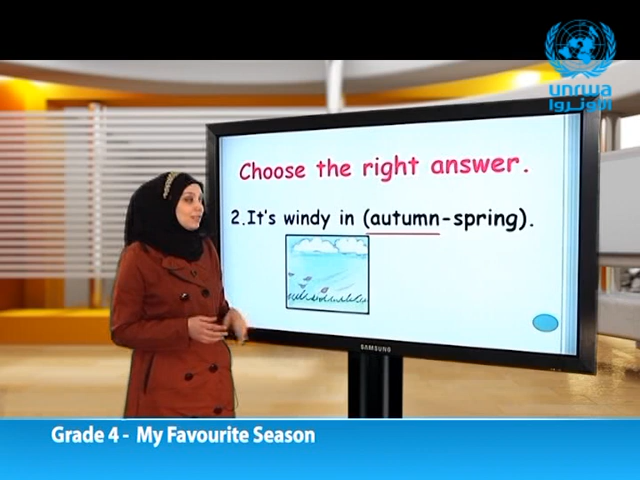 unrwa
الأونروا
Choose the right answer.
2.It's windy in (autumn-spring).
SAMSUNG
Grade 4 - My Favourite Season